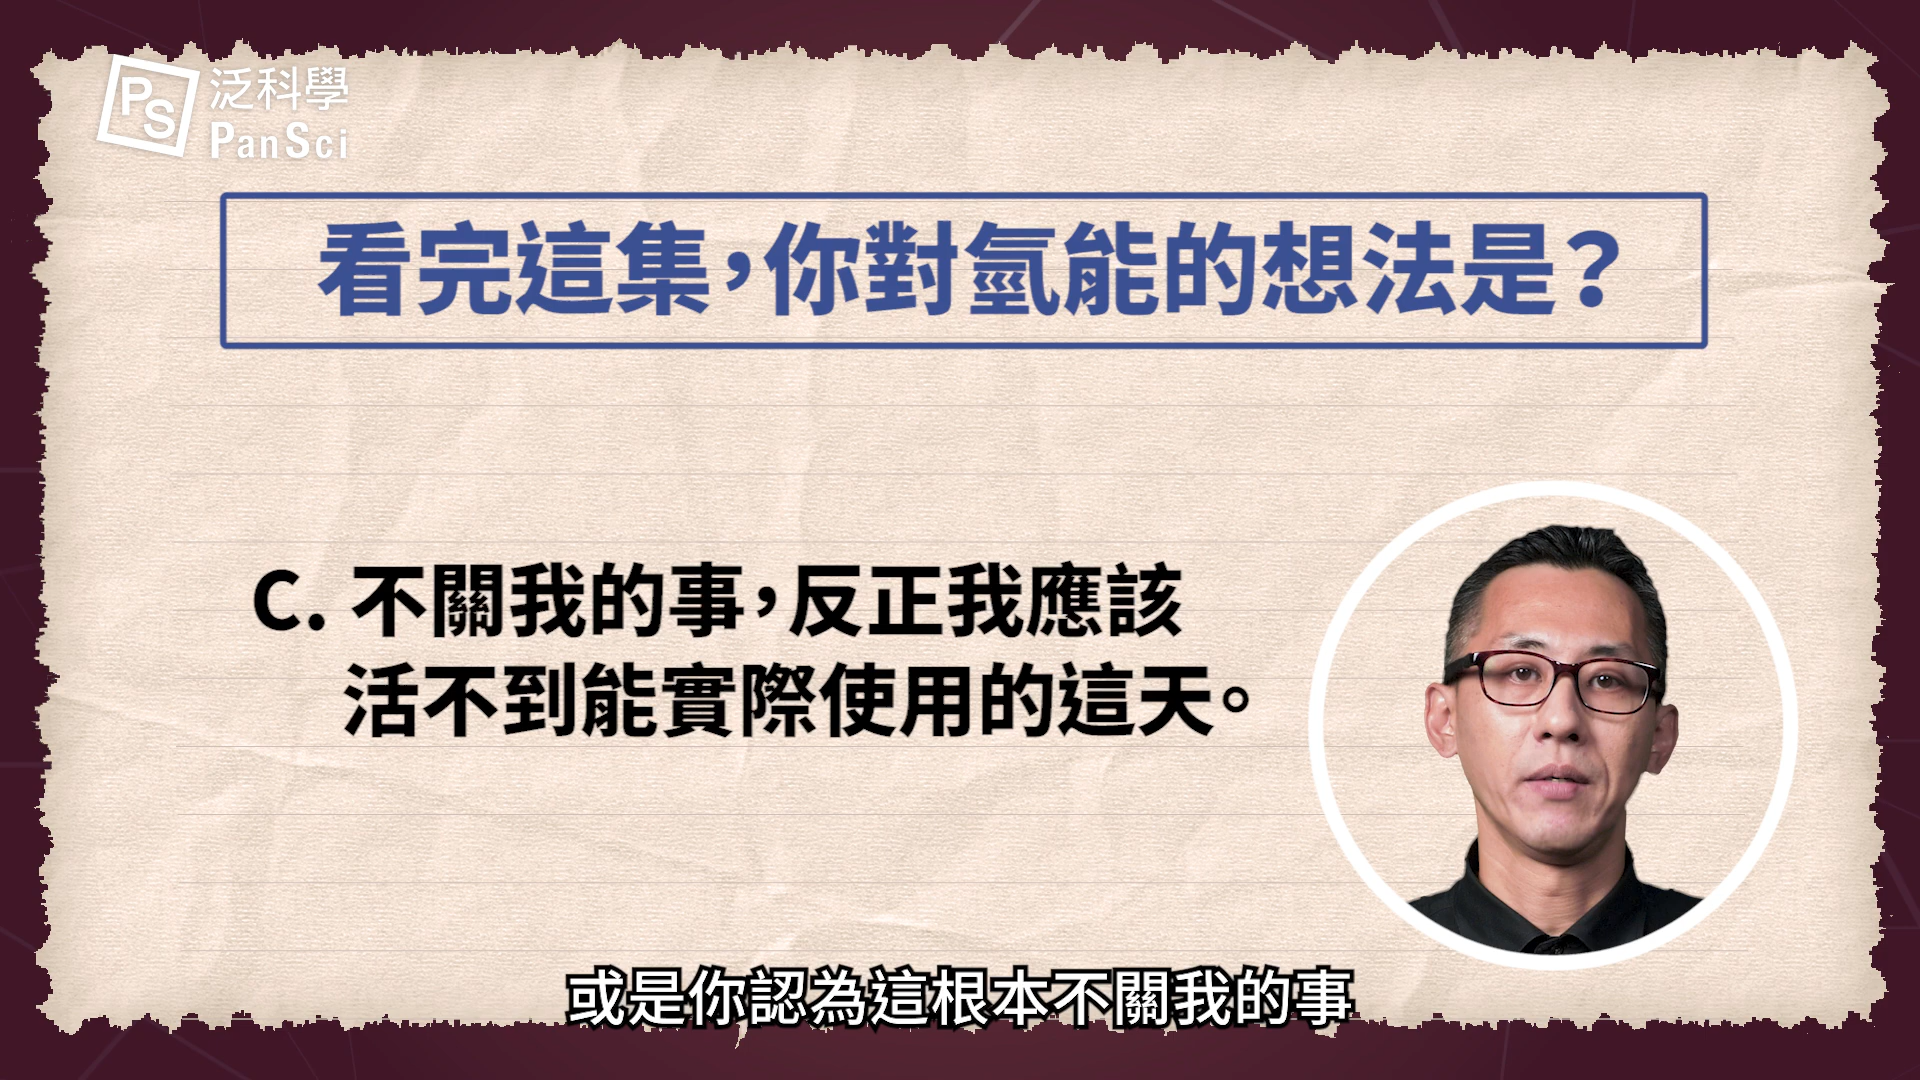 PS 泛科學
PanSci
看完這集，你對氫能的想法是？
C. 不關我的事，反正我應該
活不到能實際使用的這天。
或是你認為這根本不關我的事